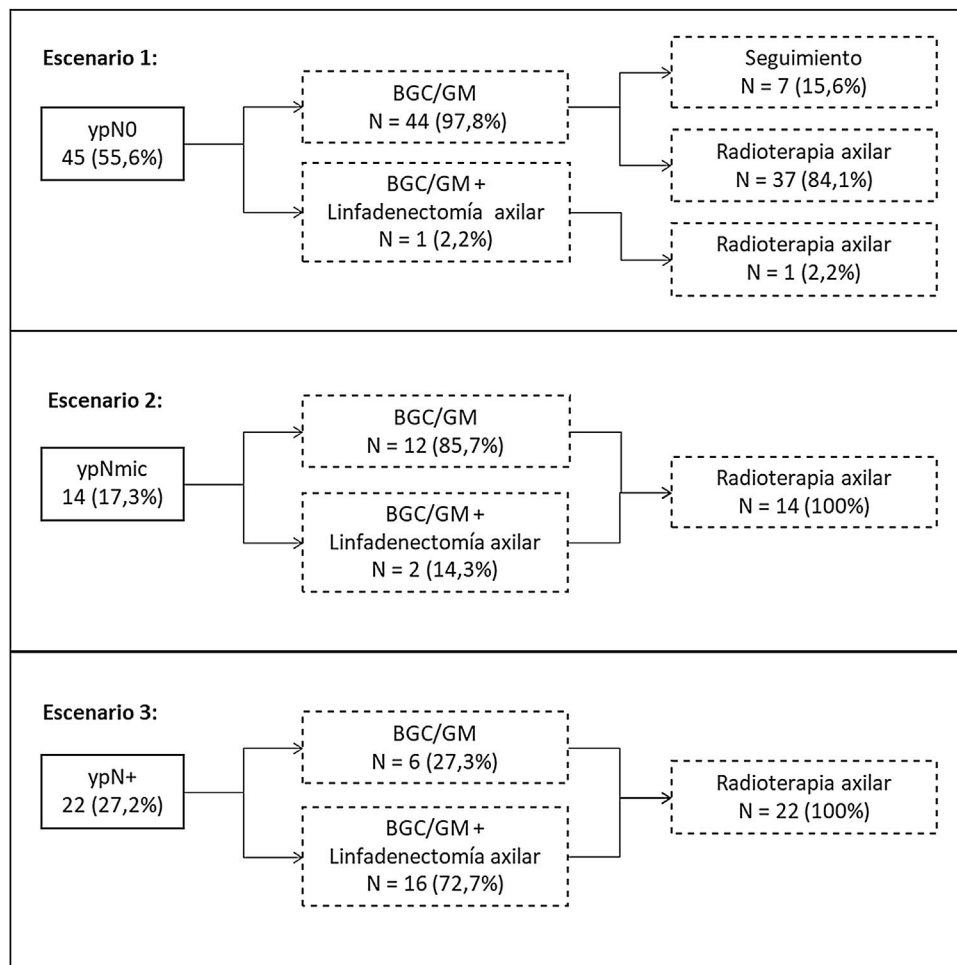 Escenario 1:
ypN0
45 (55,6%)
BGC/GM
N = 44 (97,8%)
BGC/GM +
Linfadenectomía axilar
N = 1 (2,2%)
Seguimiento
N = 7 (15,6%)
Radioterapia axilar
N = 37 (84,1%)
Radioterapia axilar
N = 1 (2,2%)
Escenario 2:
ypNmic
14 (17,3%)
BGC/GM
N = 12 (85,7%)
BGC/GM +
Linfadenectomía axilar
N = 2 (14,3%)
Radioterapia axilar
N = 14 (100%)
Escenario 3:
ypN+
22 (27,2%)
BGC/GM
N = 6 (27,3%)
BGC/GM +
Linfadenectomía axilar
N = 16 (72,7%)
Radioterapia axilar
N = 22 (100%)